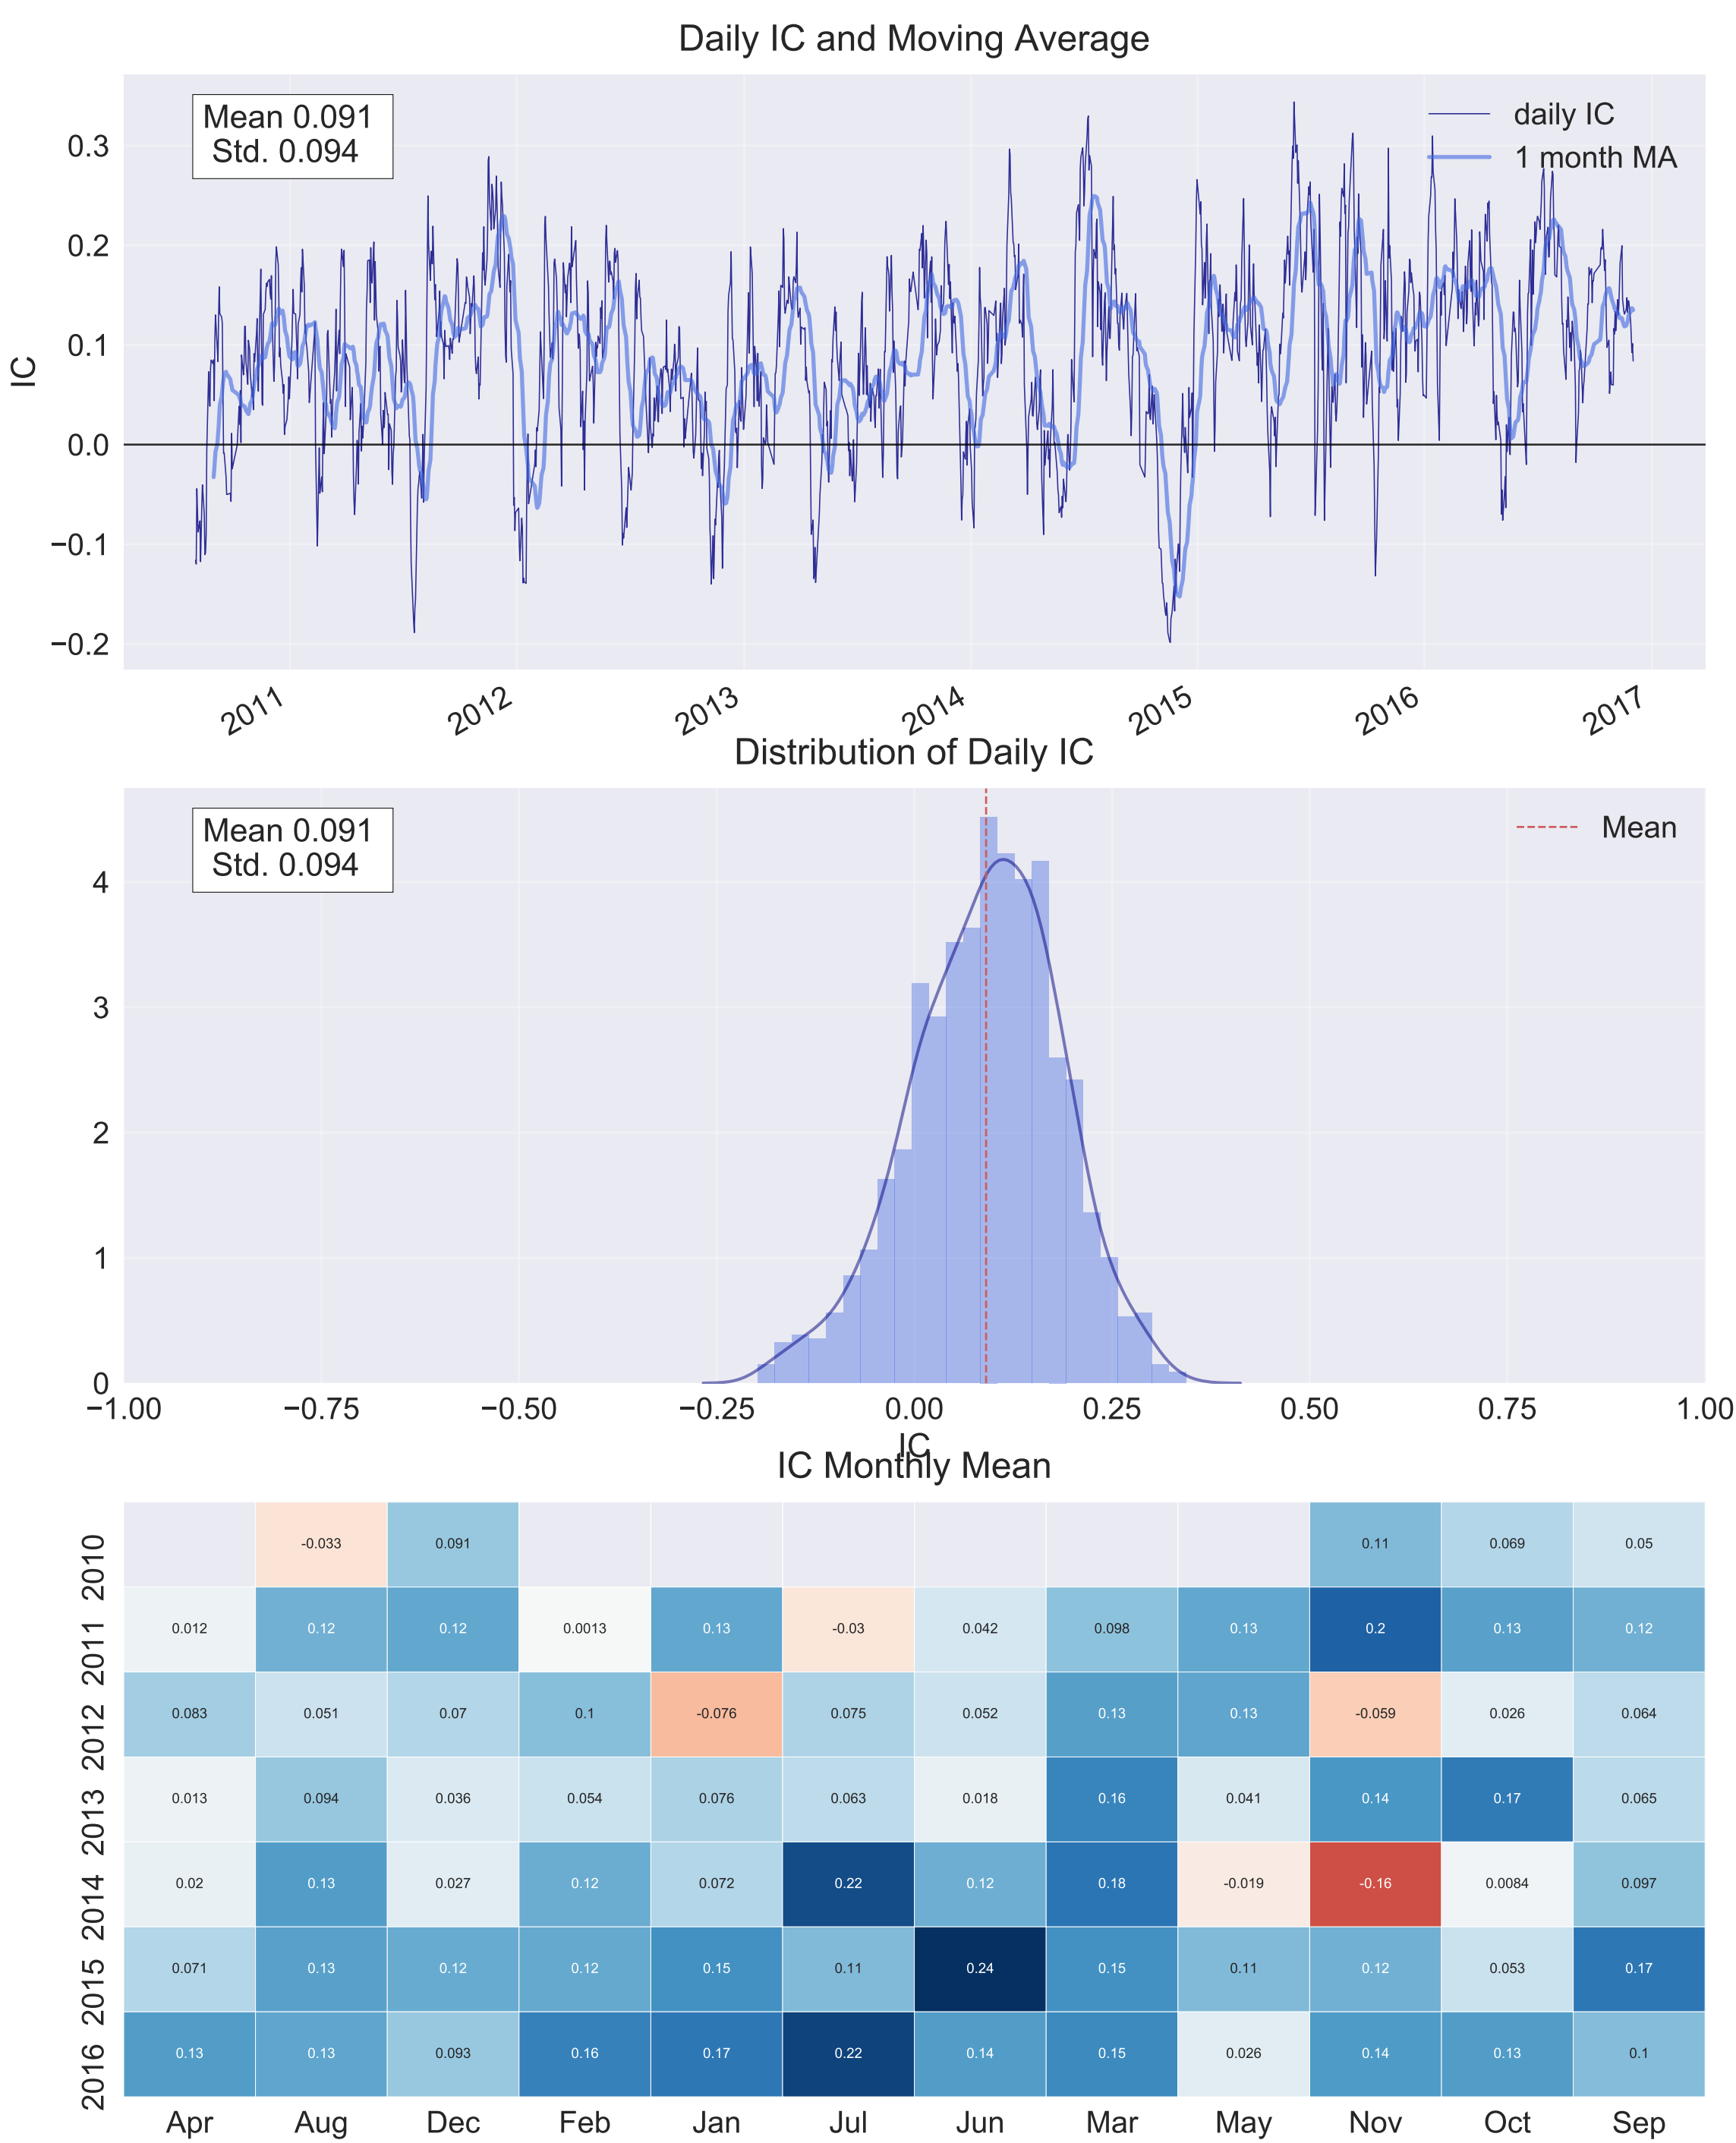 Daily IC and Moving Average
Mean 0.091
Std. 0.094
daily IC
1 month MA
IC
0.3
0.2
0.1
0.0
−0.1
−0.2
2011 2012 2013 2014 2015 2016 2017
Distribution of Daily IC
Mean 0.091
Std. 0.094
Mean
4
3
2
1
0
−1.00 −0.75 −0.50 −0.25 0.00 0.25 0.50 0.75 1.00
IC
IC Monthly Mean
2010 -0.033 0.091 0.11 0.069 0.05
2011 0.012 0.12 0.12 0.0013 0.13 -0.03 0.042 0.098 0.13 0.2 0.13 0.12
2012 0.083 0.051 0.07 0.1 -0.076 0.075 0.052 0.13 0.13 -0.059 0.026 0.064
2013 0.013 0.094 0.036 0.054 0.076 0.063 0.018 0.16 0.041 0.14 0.17 0.065
2014 0.02 0.13 0.027 0.12 0.072 0.22 0.12 0.18 -0.019 -0.16 0.0084 0.097
2015 0.071 0.13 0.12 0.12 0.15 0.11 0.24 0.15 0.11 0.12 0.053 0.17
2016 0.13 0.13 0.093 0.16 0.17 0.22 0.14 0.15 0.026 0.14 0.13 0.1
Apr Aug Dec Feb Jan Jul Jun Mar May Nov Oct Sep